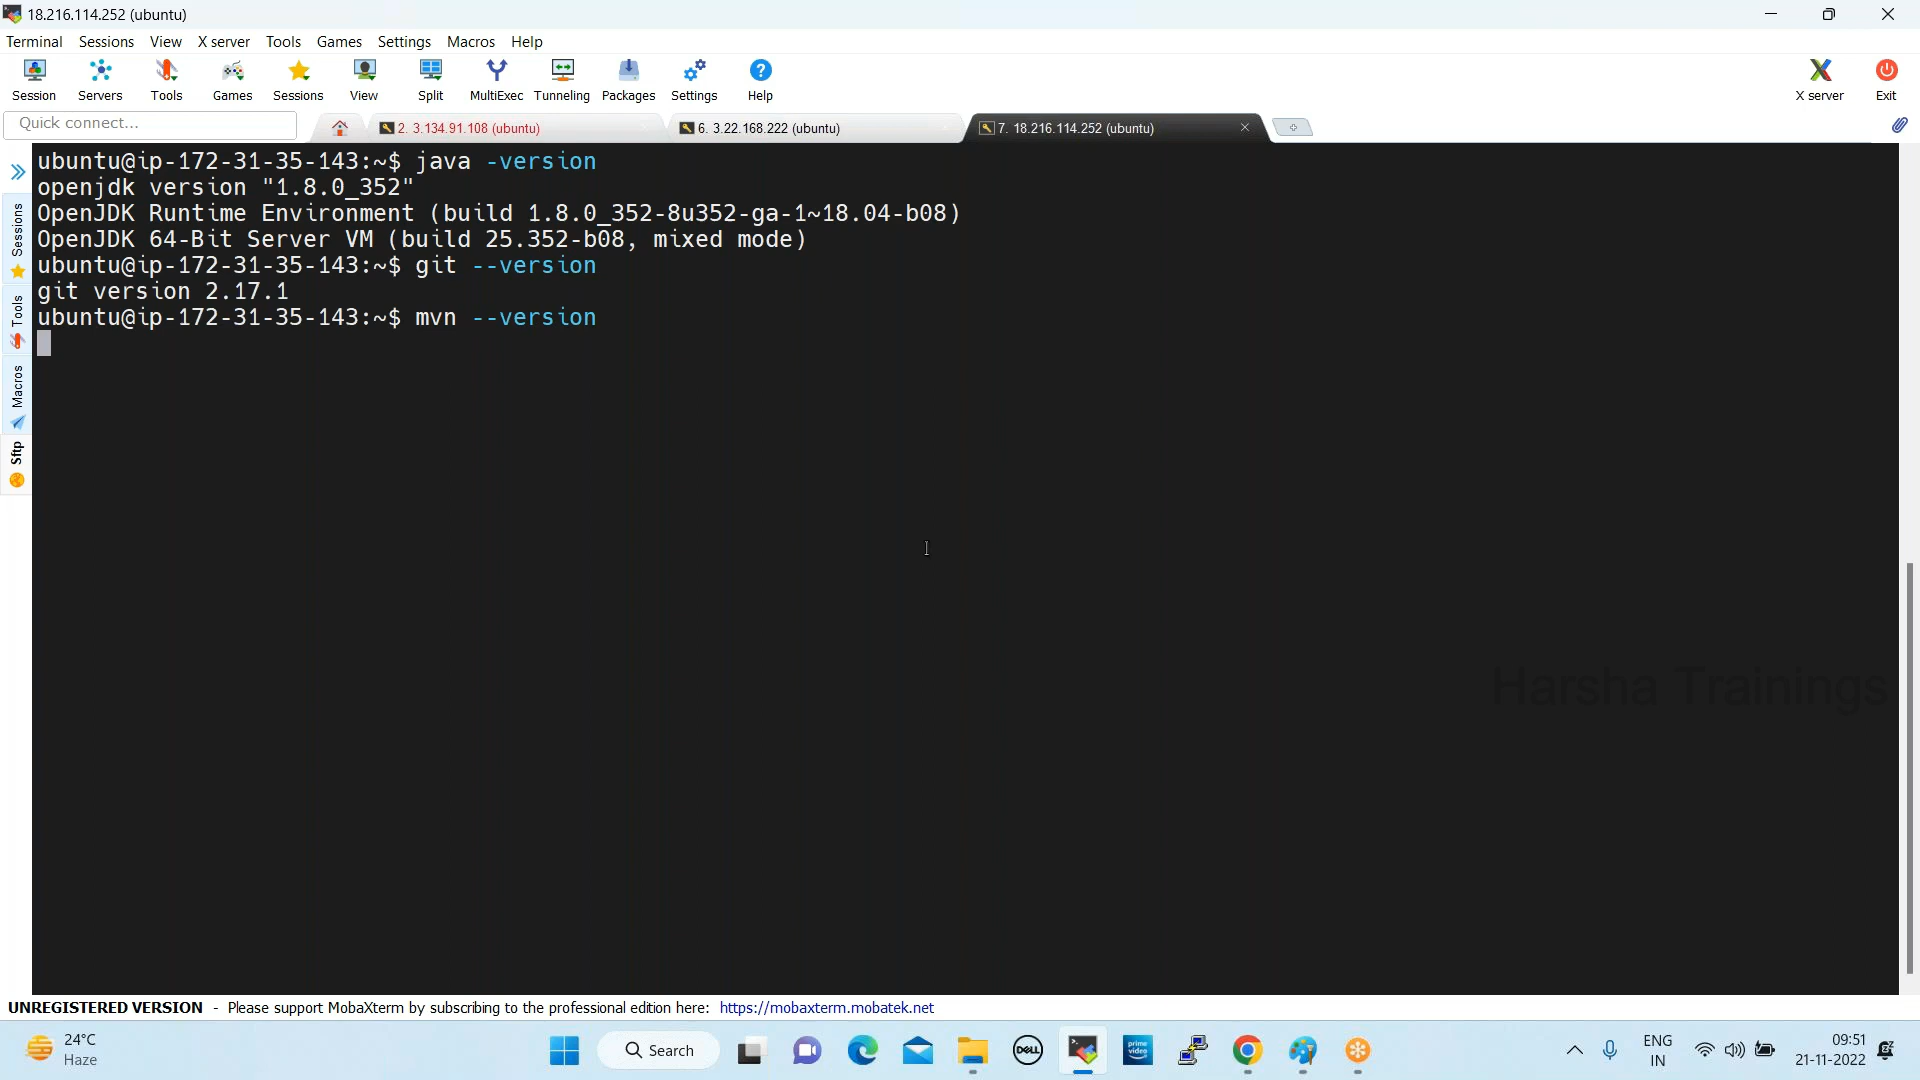 18.216.114.252 (ubuntu)
Terminal Sessions View X server Tools Games Settings Macros Help
Session Servers Tools Games Sessions View Split MultiExec Tunneling Packages Settings Help X server Exit
Quick connect...
2. 3.134.91.108 (ubuntu)
6. 3.22.168.222 (ubuntu)
7. 18.216.114.252 (ubuntu)
Sessions
Tools
Macros
Sftp
ubuntu@ip-172-31-35-143:~$ java -version
openjdk version "1.8.0_352"
OpenJDK Runtime Environment (build 1.8.0_352-8u352-ga-1~18.04-b08)
OpenJDK 64-Bit Server VM (build 25.352-b08, mixed mode)
ubuntu@ip-172-31-35-143:~$ git --version
git version 2.17.1
ubuntu@ip-172-31-35-143:~$ mvn --version
Harsha Trainings
UNREGISTERED VERSION - Please support MobaXterm by subscribing to the professional edition here: https://mobaxterm.mobatek.net
24°C
Haze
Search
DELL
prime video
ENG
IN
09:51
21-11-2022